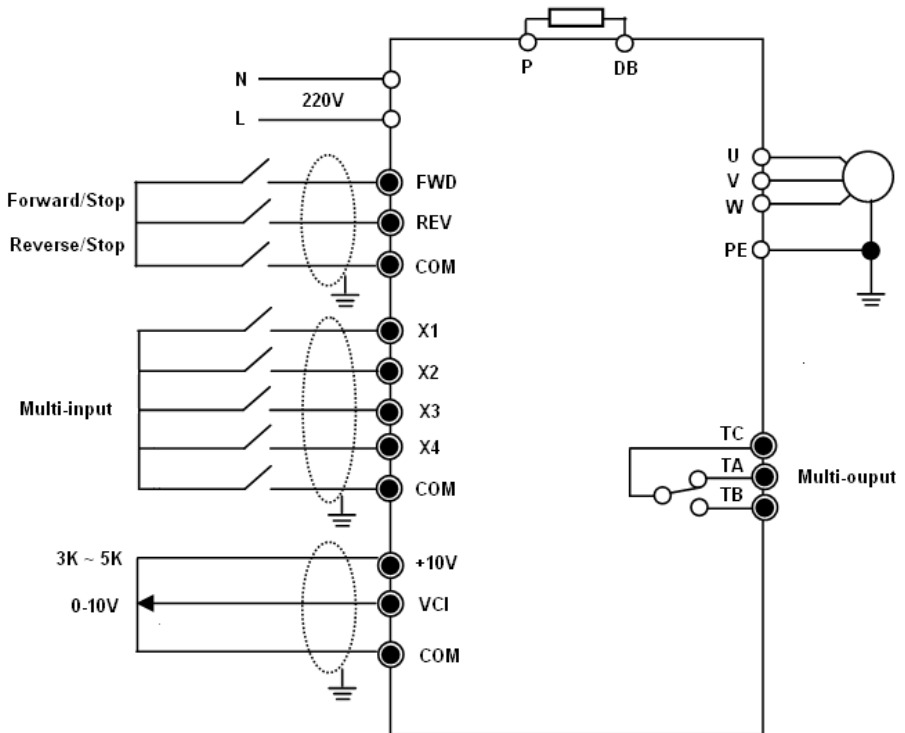 P
DB
N
220V
L
U
V
W
PE
Forward/Stop
Reverse/Stop
FWD
REV
COM
Multi-input
X1
X2
X3
X4
COM
TC
TA
TB
Multi-ouput
3K ~ 5K
0-10V
+10V
VCI
COM